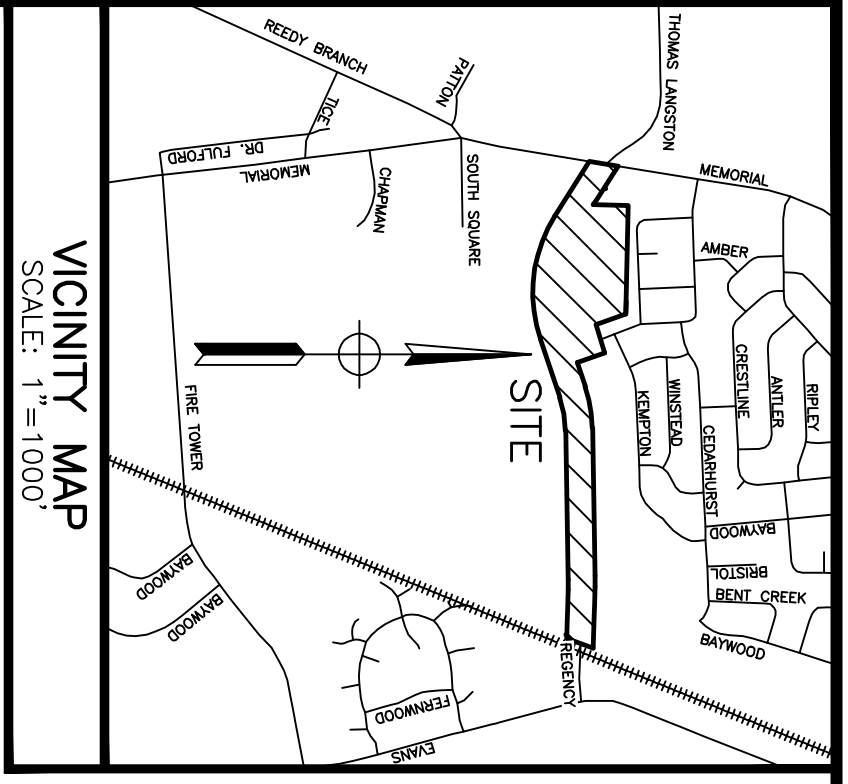 REEDY BRANCH
PATTON
TICE
DR. FULFORD
MEMORIAL
CHAPMAN
SOUTH SQUARE
THOMAS LANGSTON
MEMORIAL
AMBER
CRESTLINE
ANTLER
RIPLEY
WINSTEAD
KEMPTON
CEDARHURST
BAYWOOD
BRISTOL
BENT CREEK
BAYWOOD
SITE
FIRE TOWER
BAYWOOD
BAYWOOD
FERNWOOD
REGENCY
EVANS
VICINITY MAP
SCALE: 1"=1000'